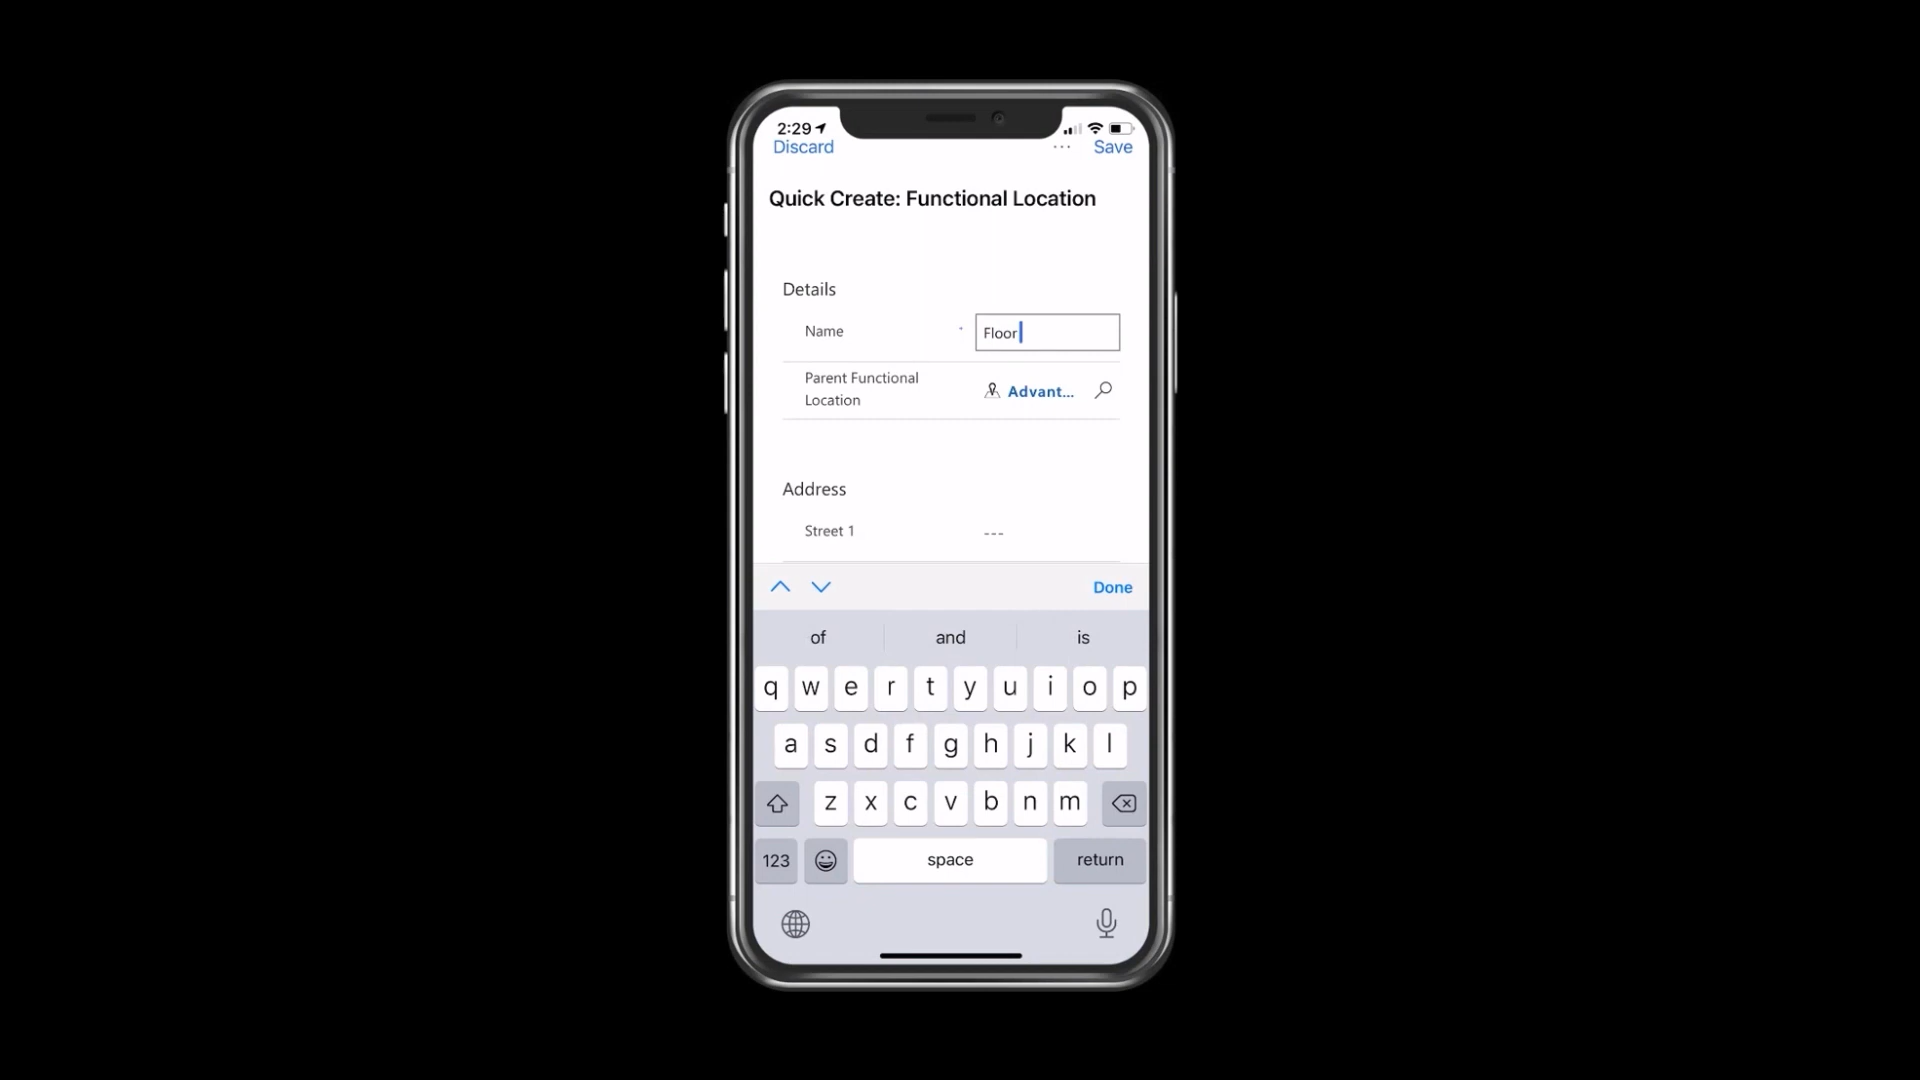 2:29
Discard ... Save
Quick Create: Functional Location
Details
Name * Floor
Parent Functional Location Advant...
Address
Street 1 ---
Done
of and is
q w e r t y u i o p
a s d f g h j k l
z x c v b n m
123 space return